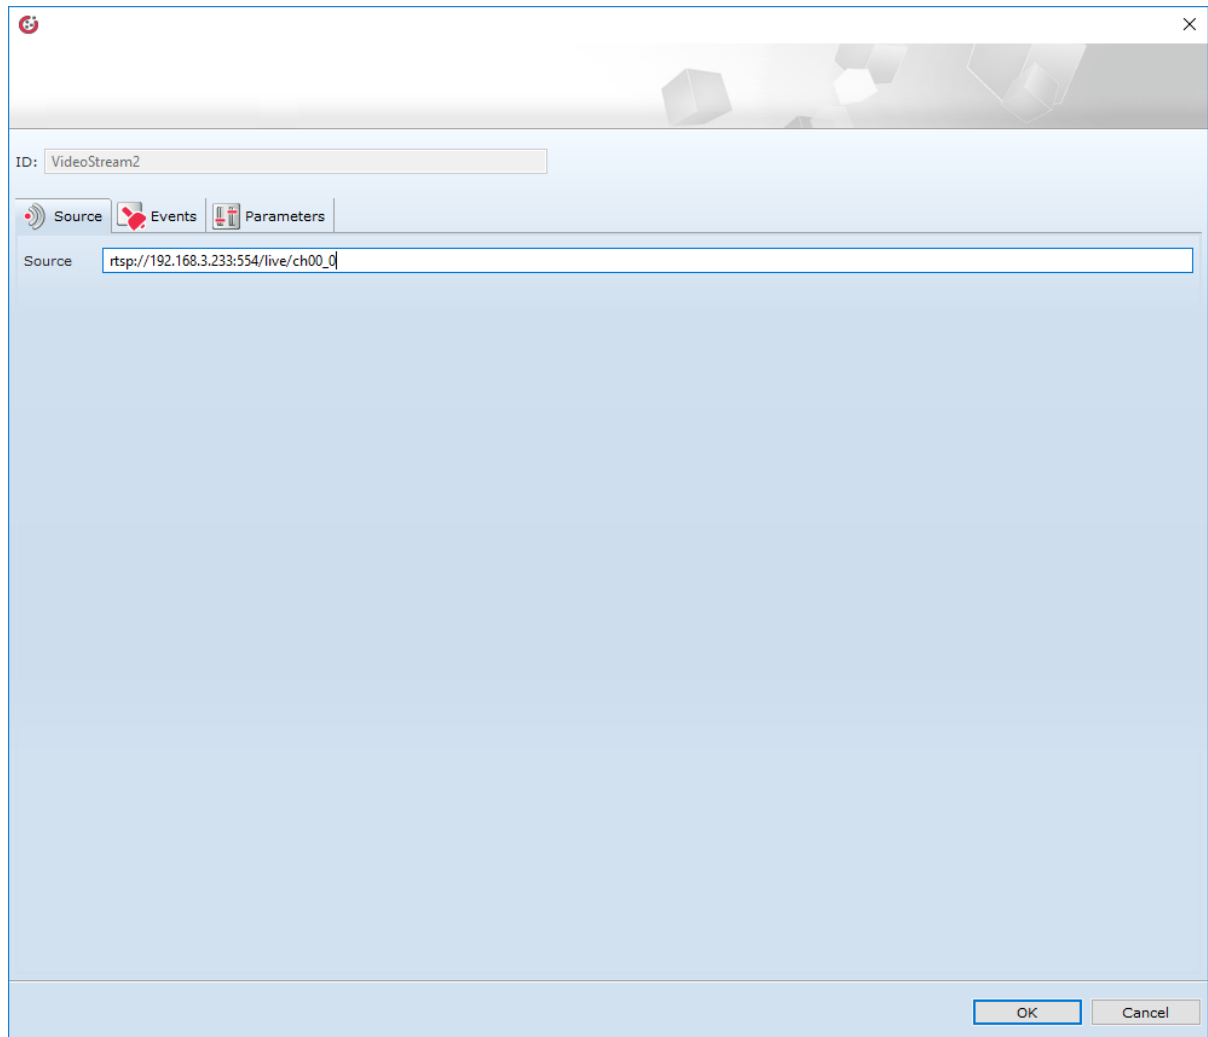 ID: VideoStream2
Source Events Parameters
Source rtsp://192.168.3.233:554/live/ch00_0
OK Cancel